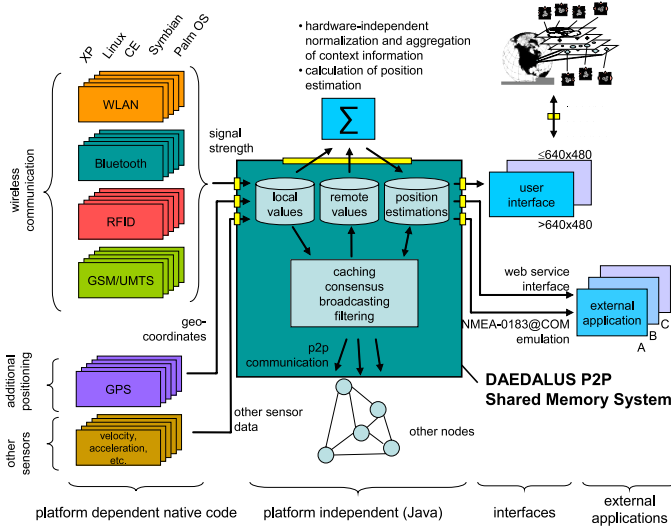 XP
Linux
CE
Symbian
Palm OS
• hardware-independent
normalization and aggregation
of context information
• calculation of position
estimation
wireless
communication
WLAN
Bluetooth
RFID
GSM/UMTS
signal
strength
Σ
local
values
remote
values
position
estimations
caching
consensus
broadcasting
filtering
≤640x480
user
interface
>640x480
web service
interface
NMEA-0183@COM
emulation
external
application
A
B
C
geo-
coordinates
p2p
communication
DAEDALUS P2P
Shared Memory System
additional
positioning
GPS
other
sensors
velocity,
acceleration,
etc.
other sensor
data
other nodes
platform dependent native code
platform independent (Java)
interfaces
external
applications